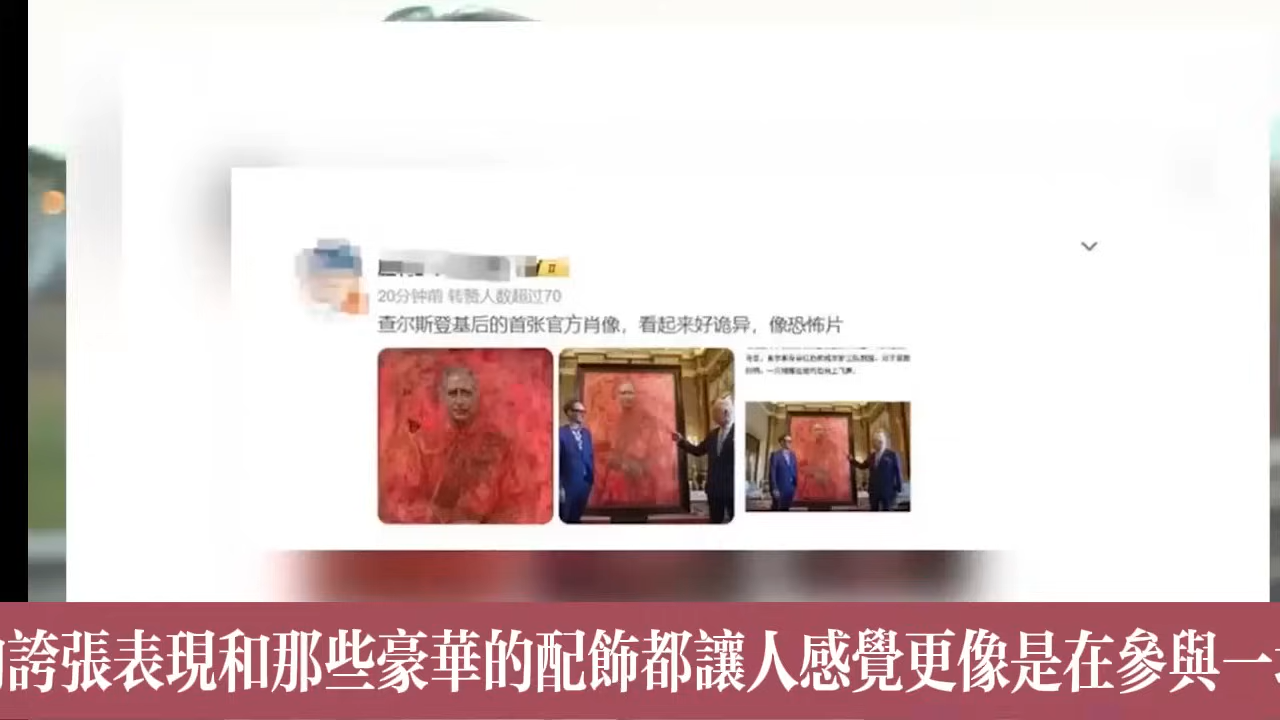 II
20分钟前 转赞人数超过70
查尔斯登基后的首张官方肖像，看起来好诡异，像恐怖片
誇張表現和那些豪華的配飾都讓人感覺更像是在參與一